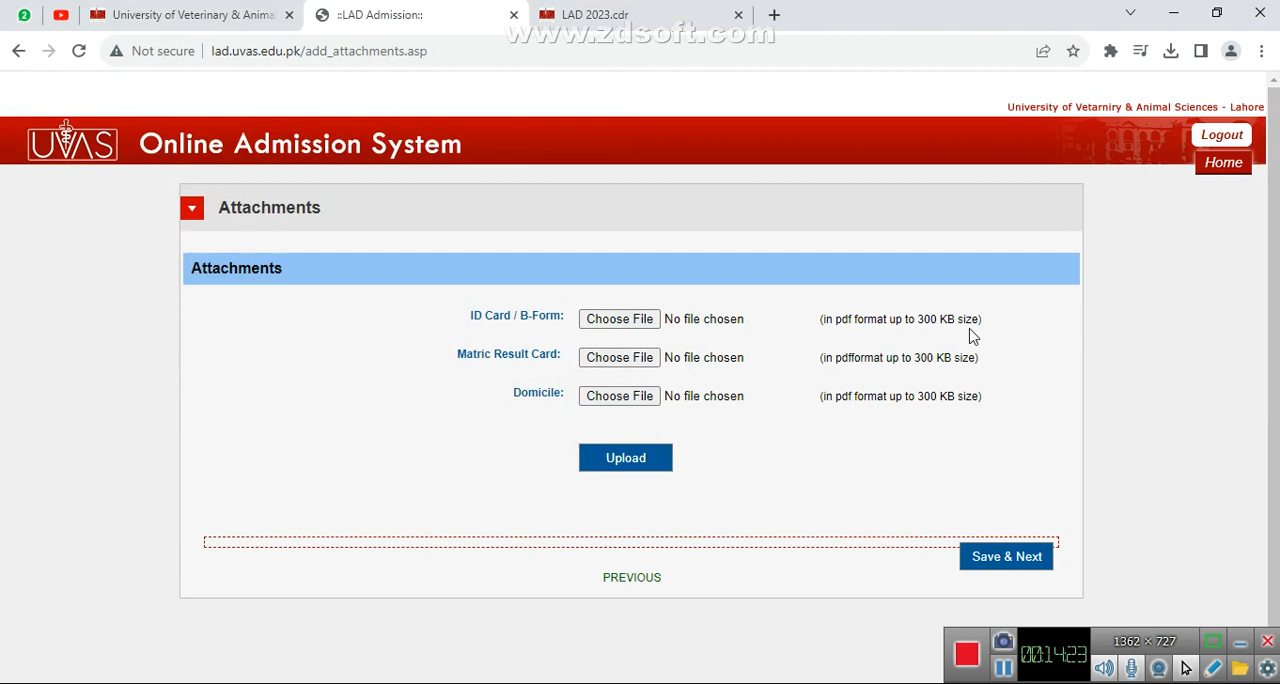 2
University of Veterinary & Anima
::LAD Admission::
LAD 2023.cdr
www.zdsoft.com
Not secure
lad.uvas.edu.pk/add_attachments.asp
University of Vetarniry & Animal Sciences - Lahore
UVAS
Online Admission System
Logout
Home
Attachments
Attachments
ID Card / B-Form: Choose File No file chosen (in pdf format up to 300 KB size)
Matric Result Card: Choose File No file chosen (in pdfformat up to 300 KB size)
Domicile: Choose File No file chosen (in pdf format up to 300 KB size)
Upload
Save & Next
PREVIOUS
1362 × 727
00:14:23